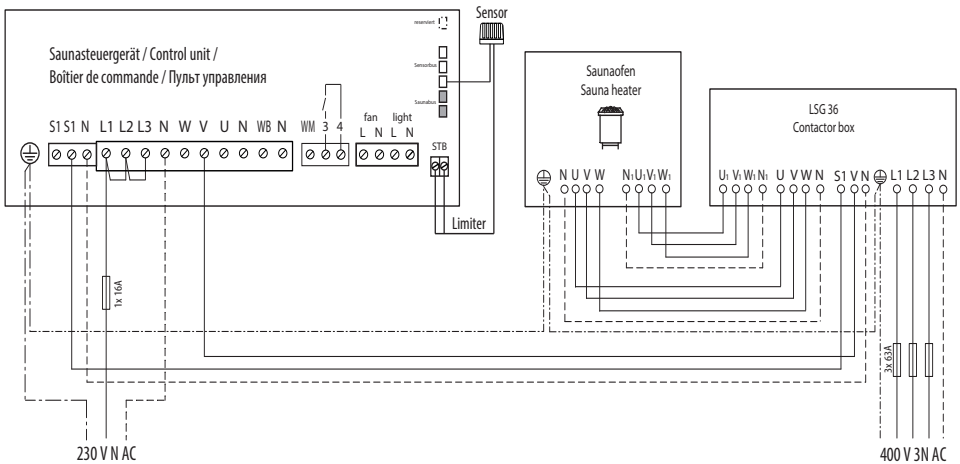 reserviert
Sensor
Saunasteuergerät / Control unit /
Boîtier de commande / Пульт управления
Sensorbus
Saunabus
Saunaofen
Sauna heater
LSG 36
Contactor box
fan light
S1 S1 N L1 L2 L3 N W V U N WB N WM 3 4 L N L N
STB
N U V W N1 U1 V1 W1
U1 V1 W1 N1 U V W N S1 V N L1 L2 L3 N
Limiter
1x 16A
3x 63A
230 V N AC
400 V 3N AC